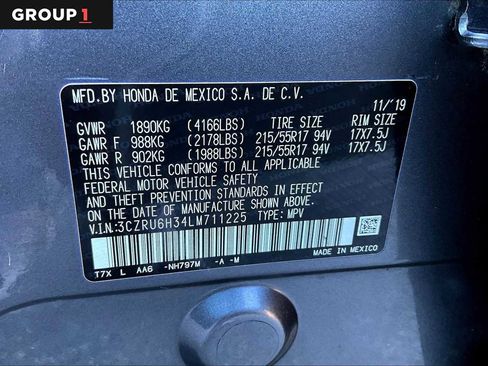 GROUP 1
MFD.BY HONDA DE MEXICO S.A. DE C.V.
11/'19
GVWR 1890KG (4166LBS) TIRE SIZE RIM SIZE
GAWR F 988KG (2178LBS) 215/55R17 94V 17X7.5J
GAWR R 902KG (1988LBS) 215/55R17 94V 17X7.5J
THIS VEHICLE CONFORMS TO ALL APPLICABLE
FEDERAL MOTOR VEHICLE SAFETY
AND THEFT PREVENTION STANDARDS IN EFFECT
ON THE DATE OF MANUFACTURE SHOWN ABOVE.
V.I.N:3CZRU6H34LM711225 TYPE: MPV
MADE IN MEXICO
T7X L AA6 -NH797M -A -M